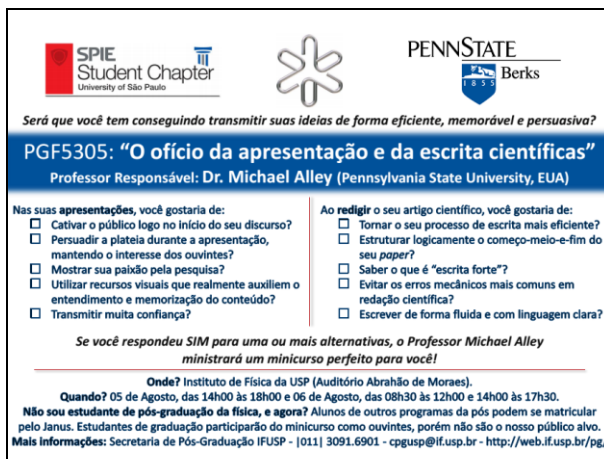 SPIE
Student Chapter
University of São Paulo
PENNSTATE
1855
Berks
Será que você tem conseguindo transmitir suas ideias de forma eficiente, memorável e persuasiva?
PGF5305: “O ofício da apresentação e da escrita científicas”
Professor Responsável: Dr. Michael Alley (Pennsylvania State University, EUA)
Nas suas apresentações, você gostaria de:
Cativar o público logo no início do seu discurso?
Persuadir a plateia durante a apresentação,
mantendo o interesse dos ouvintes?
Mostrar sua paixão pela pesquisa?
Utilizar recursos visuais que realmente auxiliem o
entendimento e memorização do conteúdo?
Transmitir muita confiança?
Ao redigir o seu artigo científico, você gostaria de:
Tornar o seu processo de escrita mais eficiente?
Estruturar logicamente o começo-meio-e-fim do
seu paper?
Saber o que é “escrita forte”?
Evitar os erros mecânicos mais comuns em
redação científica?
Escrever de forma fluida e com linguagem clara?
Se você respondeu SIM para uma ou mais alternativas, o Professor Michael Alley
ministrará um minicurso perfeito para você!
Onde? Instituto de Física da USP (Auditório Abrahão de Moraes).
Quando? 05 de Agosto, das 14h00 às 18h00 e 06 de Agosto, das 08h30 às 12h00 e 14h00 às 17h30.
Não sou estudante de pós-graduação da física, e agora? Alunos de outros programas da pós podem se matricular
pelo Janus. Estudantes de graduação participarão do minicurso como ouvintes, porém não são o nosso público alvo.
Mais informações: Secretaria de Pós-Graduação IFUSP - |011| 3091.6901 - cpgusp@if.usp.br - http://web.if.usp.br/pg/